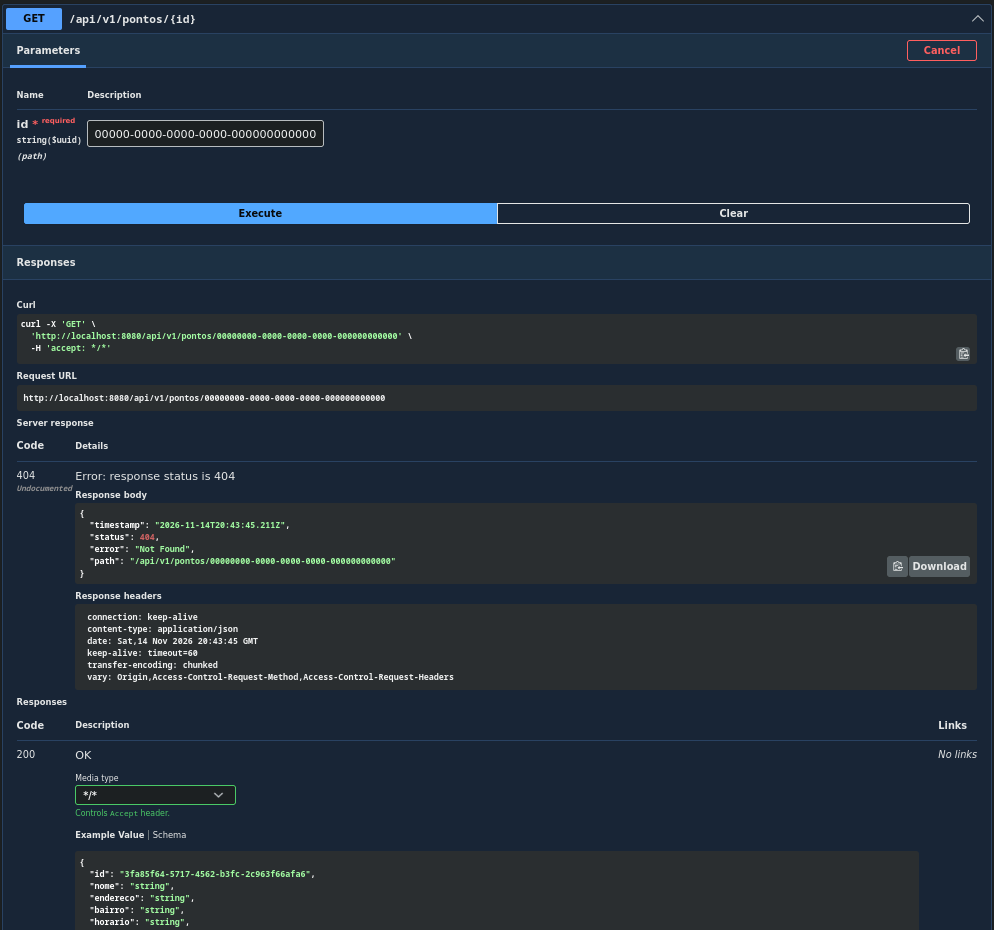 GET /api/v1/pontos/{id}
Parameters
Cancel
Name Description
id * required
string($uuid)
(path)
00000-0000-0000-0000-000000000000
Execute Clear
Responses
Curl
curl -X 'GET' \
'http://localhost:8080/api/v1/pontos/00000000-0000-0000-0000-000000000000' \
-H 'accept: */*'
Request URL
http://localhost:8080/api/v1/pontos/00000000-0000-0000-0000-000000000000
Server response
Code Details
404 Error: response status is 404
Undocumented
Response body
{
"timestamp": "2026-11-14T20:43:45.211Z",
"status": 404,
"error": "Not Found",
"path": "/api/v1/pontos/00000000-0000-0000-0000-000000000000"
}
Download
Response headers
connection: keep-alive
content-type: application/json
date: Sat,14 Nov 2026 20:43:45 GMT
keep-alive: timeout=60
transfer-encoding: chunked
vary: Origin,Access-Control-Request-Method,Access-Control-Request-Headers
Responses
Code Description Links
200 OK No links
Media type
*/*
Controls Accept header.
Example Value | Schema
{
"id": "3fa85f64-5717-4562-b3fc-2c963f66afa6",
"nome": "string",
"endereco": "string",
"bairro": "string",
"horario": "string",